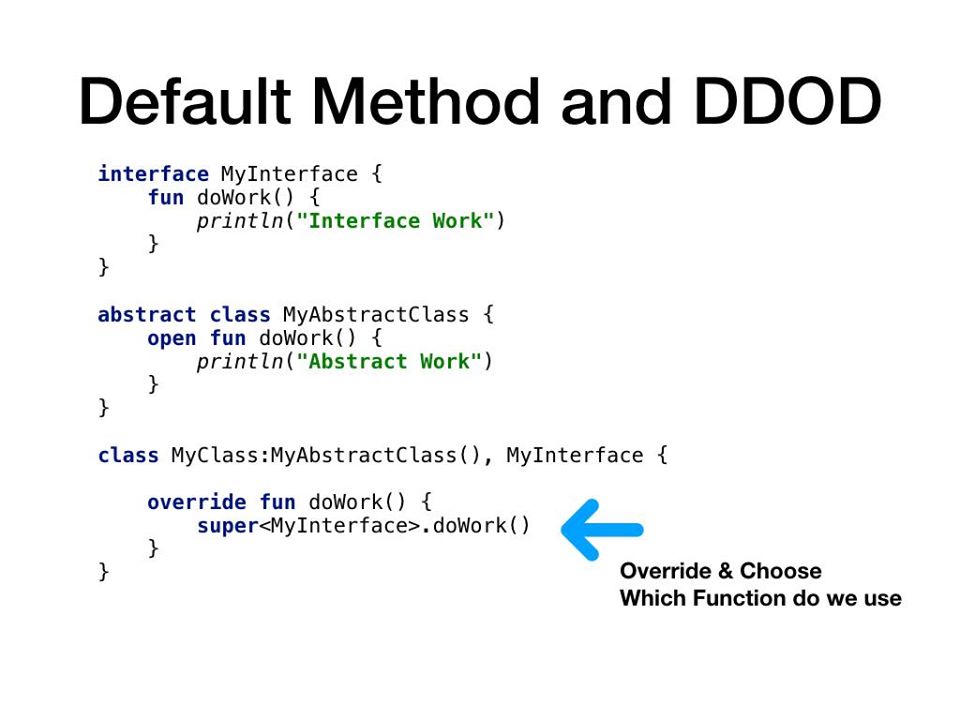 Default Method and DDOD
interface MyInterface {
    fun doWork() {
        println("Interface Work")
    }
}
abstract class MyAbstractClass {
    open fun doWork() {
        println("Abstract Work")
    }
}
class MyClass:MyAbstractClass(), MyInterface {
    override fun doWork() {
        super<MyInterface>.doWork()
    }
}
Override & Choose
Which Function do we use